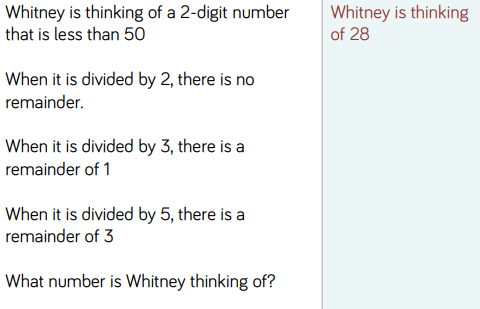 Whitney is thinking of a 2-digit number
that is less than 50
When it is divided by 2, there is no
remainder.
When it is divided by 3, there is a
remainder of 1
When it is divided by 5, there is a
remainder of 3
What number is Whitney thinking of?
Whitney is thinking
of 28